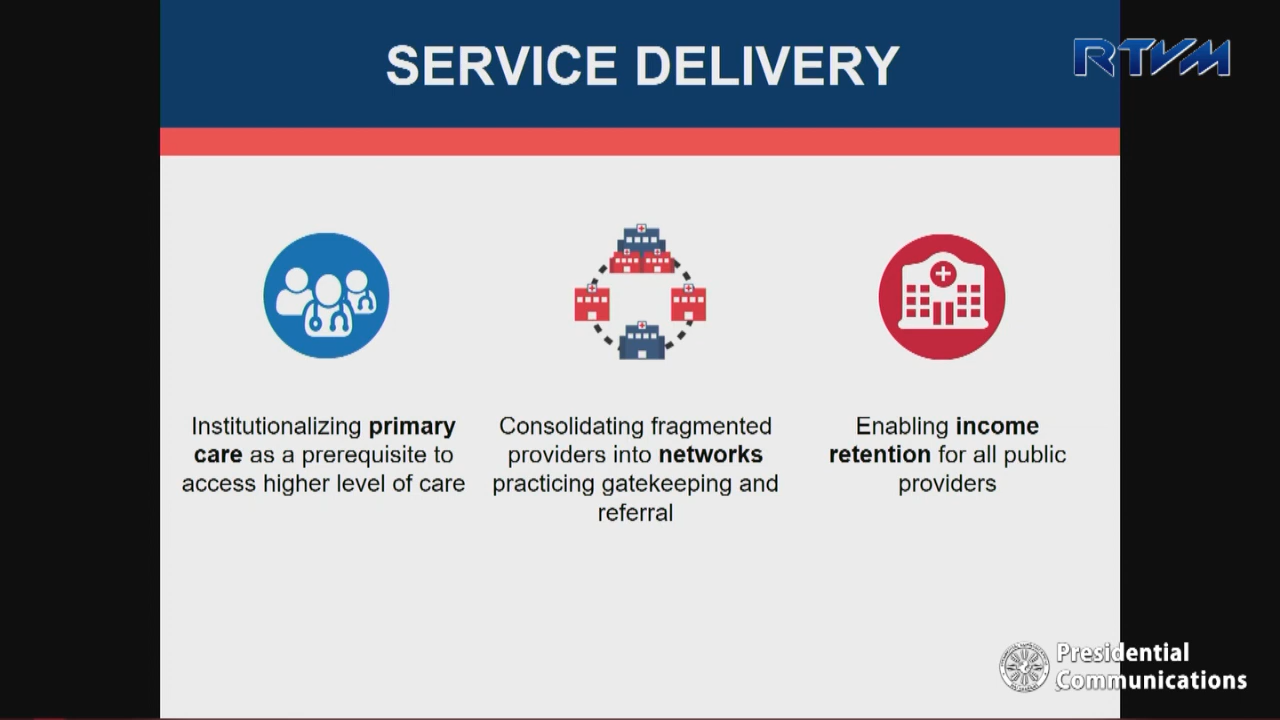 SERVICE DELIVERY
RTVM
Institutionalizing primary
care as a prerequisite to
access higher level of care
Consolidating fragmented
providers into networks
practicing gatekeeping and
referral
Enabling income
retention for all public
providers
Presidential
Communications